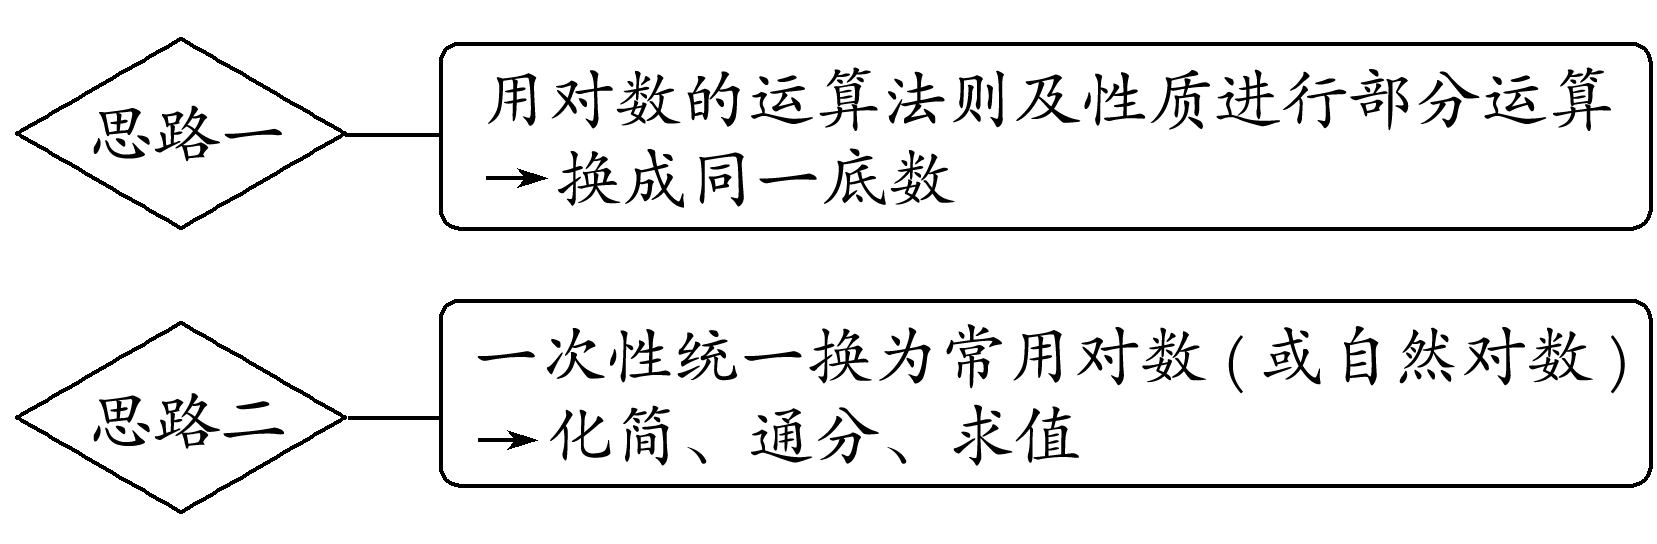 思路一
用对数的运算法则及性质进行部分运算
→换成同一底数
思路二
一次性统一换为常用对数(或自然对数)
→化简、通分、求值